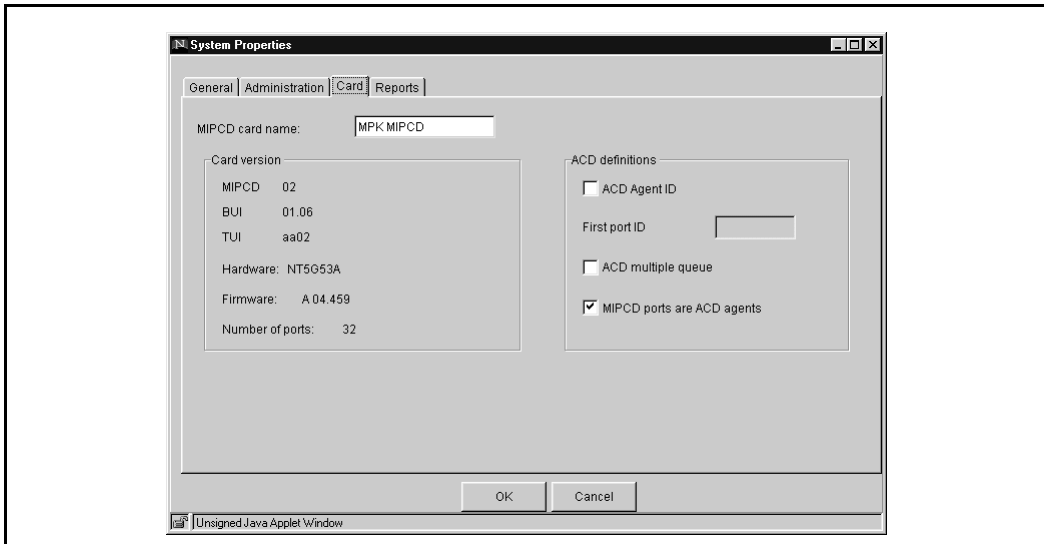 N System Properties
General Administration Card Reports
MIPCD card name: MPK MIPCD
Card version
MIPCD 02
BUI 01.06
TUI aa02
Hardware: NT5G53A
Firmware: A 04.459
Number of ports: 32
ACD definitions
ACD Agent ID
First port ID
ACD multiple queue
MIPCD ports are ACD agents
OK Cancel
Unsigned Java Applet Window